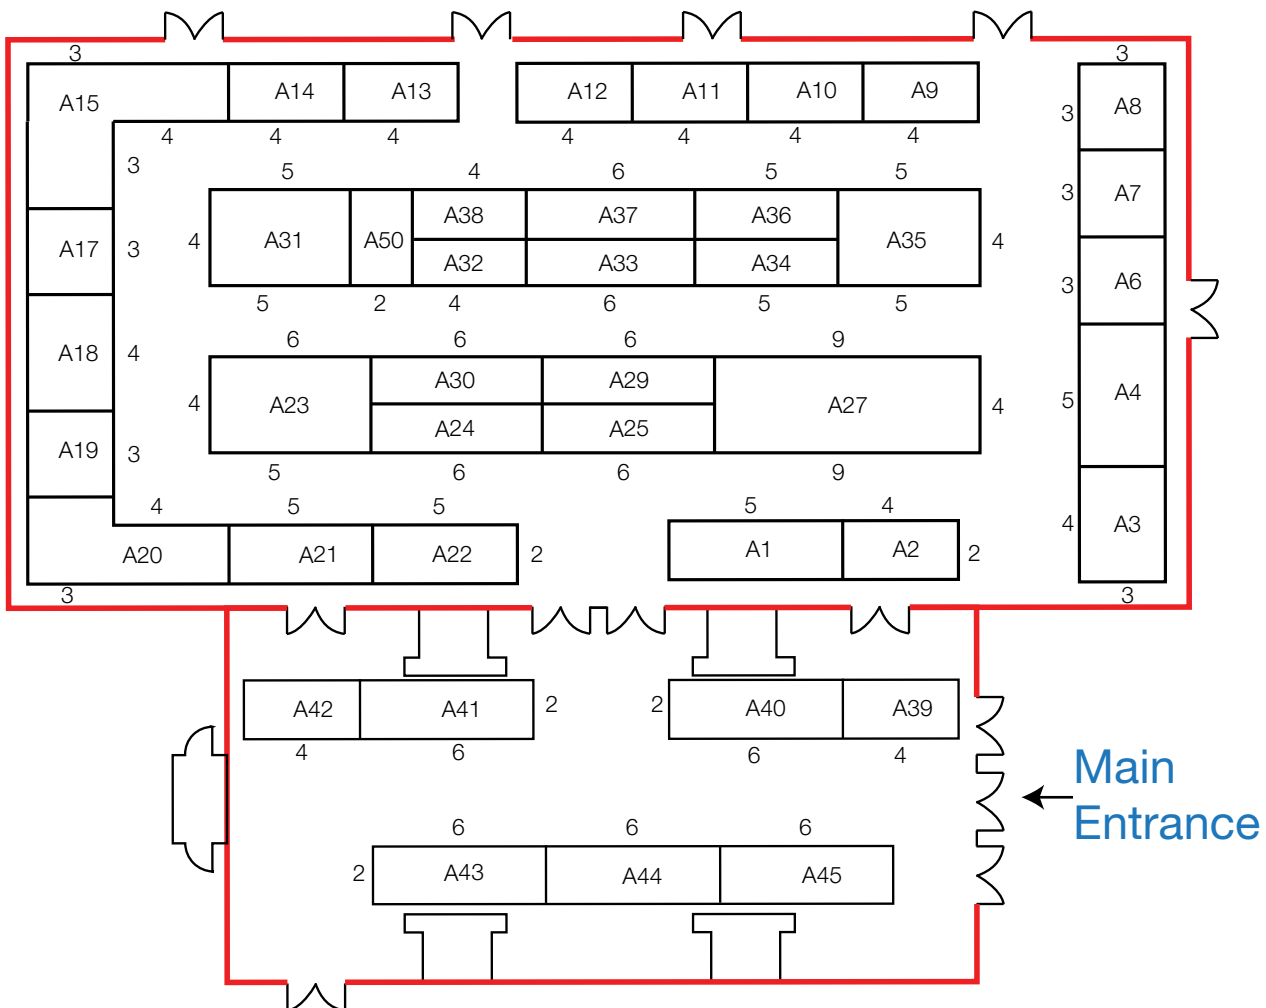 3
3
A15 A14 A13 A12 A11 A10 A9 A8
3
4 4 4 4 4 4 4
3
5 4 6 5 5
3 A7
A17 3 4 A31 A50 A38 A37 A36 A35 4
A32 A33 A34
3 A6
5 2 4 6 5 5
6 6 6 9
A18 4
A30 A29
4 A23 A27 4 5 A4
A24 A25
A19 3
5 6 6 9
4 5 5 5 4
A20 A21 A22 2 A1 A2 2 4 A3
3 3
A42 A41 2 2 A40 A39
4 6 6 4
Main
Entrance
6 6 6
2 A43 A44 A45